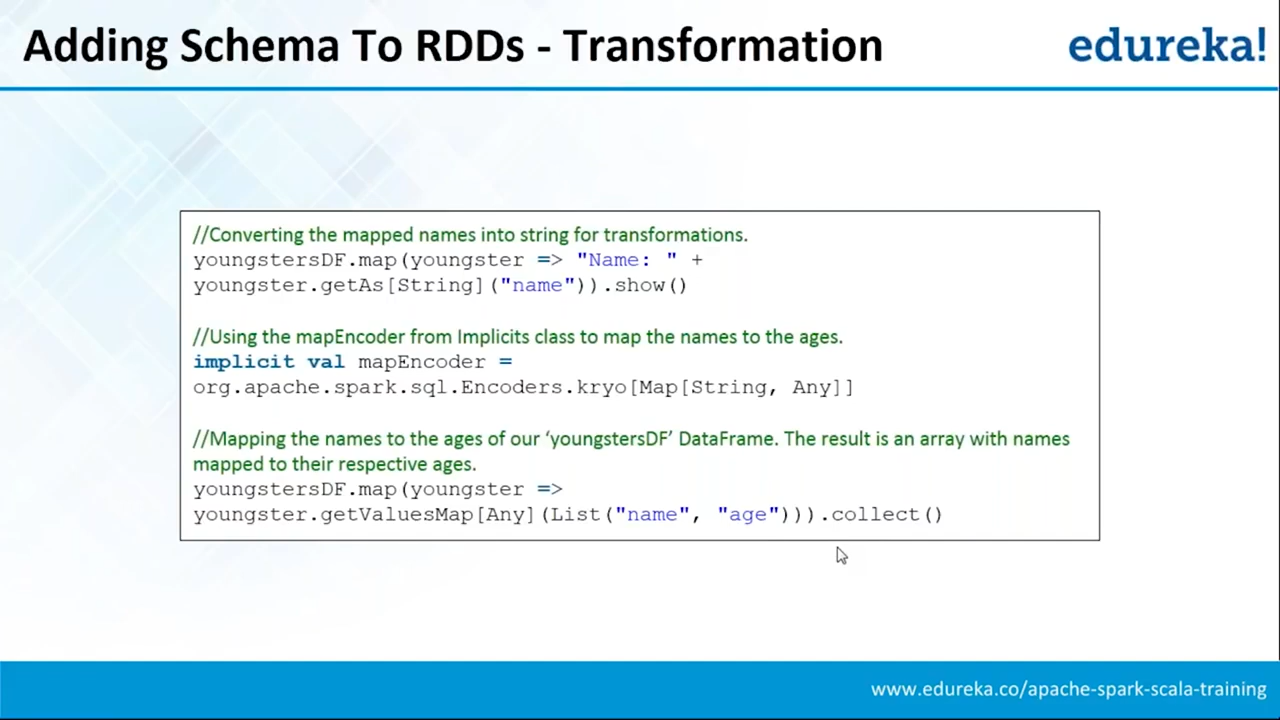 Adding Schema To RDDs - Transformation
edureka!
//Converting the mapped names into string for transformations.
youngstersDF.map(youngster => "Name: " +
youngster.getAs[String]("name")).show()
//Using the mapEncoder from Implicits class to map the names to the ages.
implicit val mapEncoder =
org.apache.spark.sql.Encoders.kryo[Map[String, Any]]
//Mapping the names to the ages of our ‘youngstersDF’ DataFrame. The result is an array with names
mapped to their respective ages.
youngstersDF.map(youngster =>
youngster.getValuesMap[Any](List("name", "age"))).collect()
www.edureka.co/apache-spark-scala-training